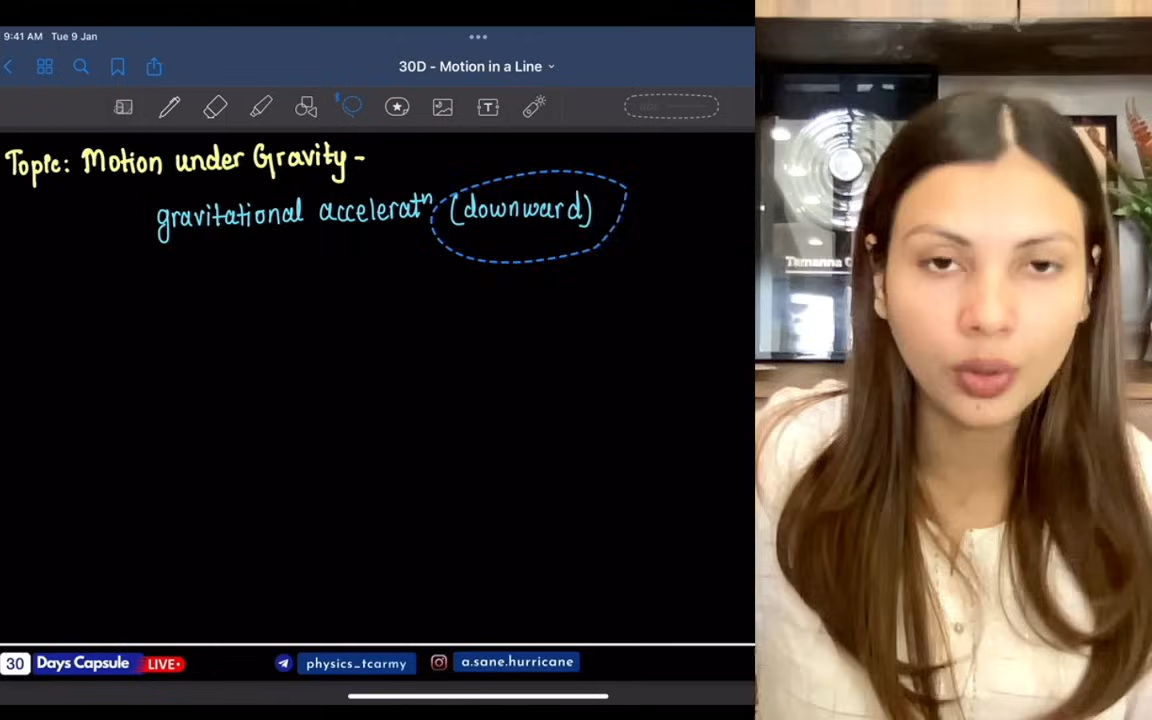 9:41 AM Tue 9 Jan
30D - Motion in a Line
T
Topic: Motion under Gravity -
gravitational acceleratⁿ (downward)
Tamanna
30 Days Capsule LIVE
physics_tcarmy
a.sane.hurricane